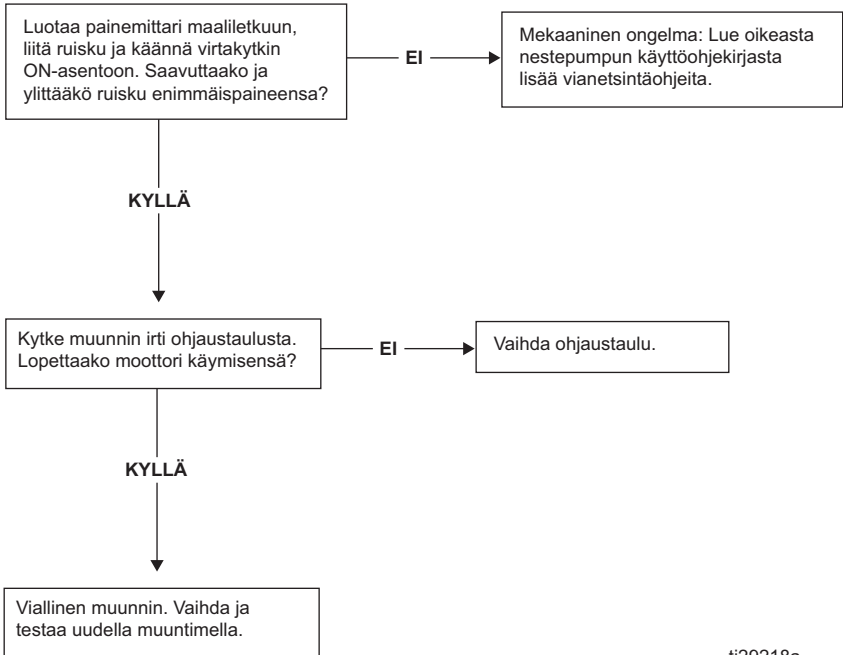 Luotaa painemittari maaliletkuun,
liitä ruisku ja käännä virtakytkin
ON-asentoon. Saavuttaako ja
ylittääkö ruisku enimmäispaineensa?
EI
Mekaaninen ongelma: Lue oikeasta
nestepumpun käyttöohjekirjasta
lisää vianetsintäohjeita.
KYLLÄ
Kytke muunnin irti ohjaustaulusta.
Lopettaako moottori käymisensä?
EI
Vaihda ohjaustaulu.
KYLLÄ
Viallinen muunnin. Vaihda ja
testaa uudella muuntimella.